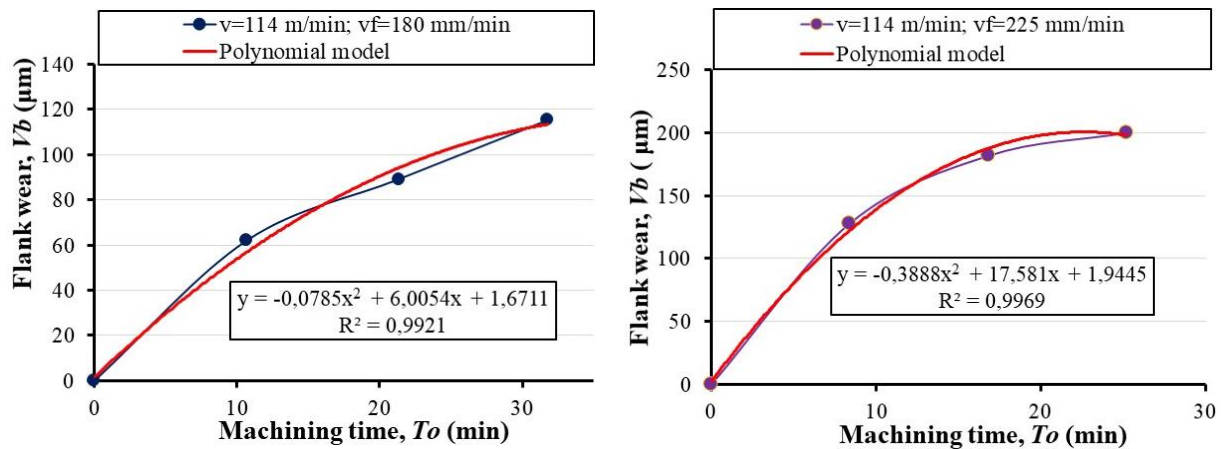 v=114 m/min; vf=180 mm/min
Polynomial model
140
120
100
80
60
40
20
0
Flank wear, Vb (µm)
y = -0,0785x² + 6,0054x + 1,6711
R² = 0,9921
0 10 20 30
Machining time, To (min)
v=114 m/min; vf=225 mm/min
Polynomial model
250
200
150
100
50
0
Flank wear, Vb ( µm)
y = -0,3888x² + 17,581x + 1,9445
R² = 0,9969
0 10 20 30
Machining time, To (min)